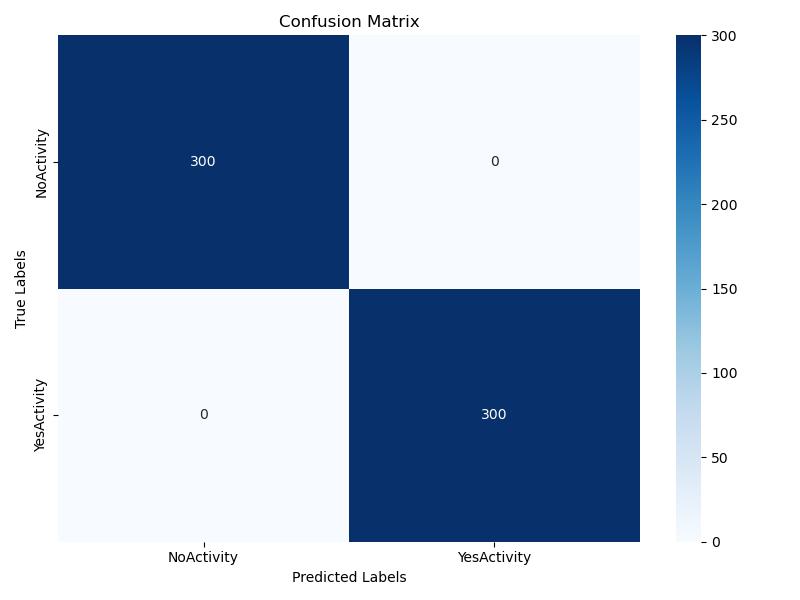 Confusion Matrix
True Labels
NoActivity
YesActivity
300
0
0
300
NoActivity
YesActivity
Predicted Labels
300
250
200
150
100
50
0